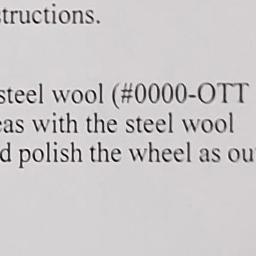 structions.
steel wool (#0000-OTT
eas with the steel wool
d polish the wheel as ou